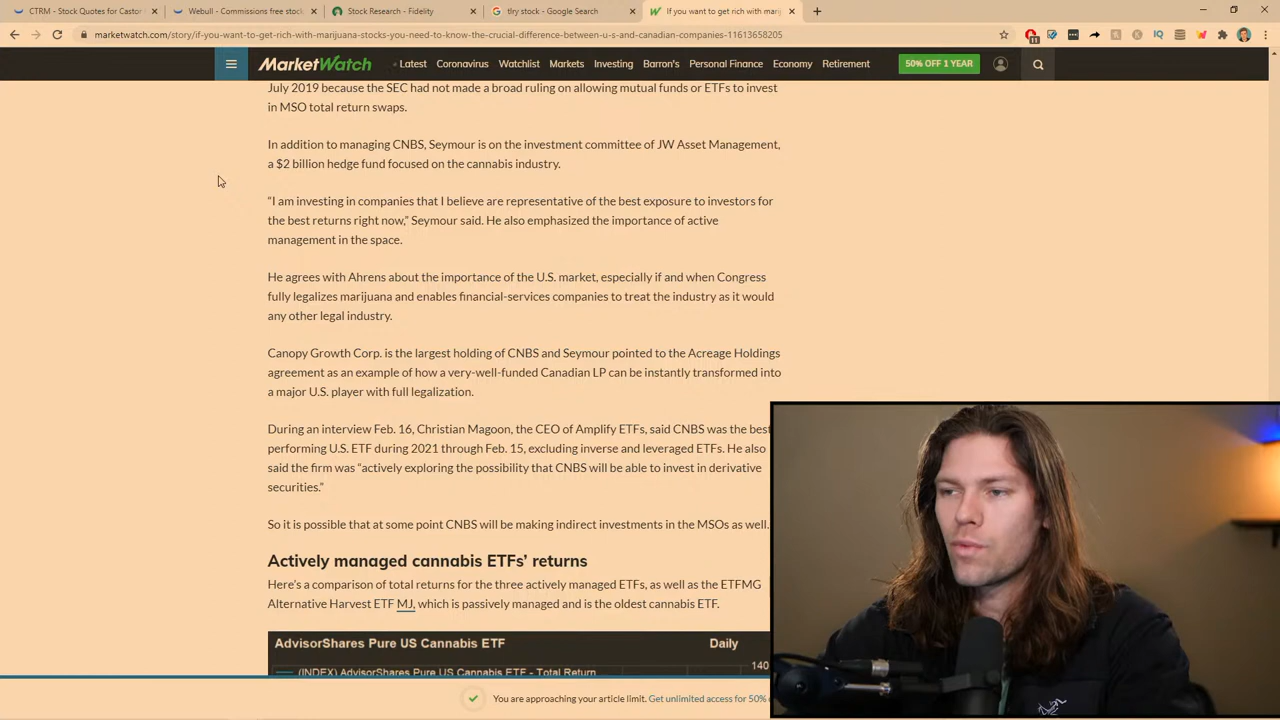 CTRM - Stock Quotes for Castor
Webull - Commissions free stock
Stock Research - Fidelity
tlry stock - Google Search
If you want to get rich with mari
marketwatch.com/story/if-you-want-to-get-rich-with-marijuana-stocks-you-need-to-know-the-crucial-difference-between-u-s-and-canadian-companies-11613658205
MarketWatch
Latest Coronavirus Watchlist Markets Investing Barron's Personal Finance Economy Retirement
50% OFF 1 YEAR
July 2019 because the SEC had not made a broad ruling on allowing mutual funds or ETFs to invest
in MSO total return swaps.
In addition to managing CNBS, Seymour is on the investment committee of JW Asset Management,
a $2 billion hedge fund focused on the cannabis industry.
“I am investing in companies that I believe are representative of the best exposure to investors for
the best returns right now,” Seymour said. He also emphasized the importance of active
management in the space.
He agrees with Ahrens about the importance of the U.S. market, especially if and when Congress
fully legalizes marijuana and enables financial-services companies to treat the industry as it would
any other legal industry.
Canopy Growth Corp. is the largest holding of CNBS and Seymour pointed to the Acreage Holdings
agreement as an example of how a very-well-funded Canadian LP can be instantly transformed into
a major U.S. player with full legalization.
During an interview Feb. 16, Christian Magoon, the CEO of Amplify ETFs, said CNBS was the best
performing U.S. ETF during 2021 through Feb. 15, excluding inverse and leveraged ETFs. He also
said the firm was “actively exploring the possibility that CNBS will be able to invest in derivative
securities.”
So it is possible that at some point CNBS will be making indirect investments in the MSOs as well.
Actively managed cannabis ETFs’ returns
Here’s a comparison of total returns for the three actively managed ETFs, as well as the ETFMG
Alternative Harvest ETF MJ, which is passively managed and is the oldest cannabis ETF.
AdvisorShares Pure US Cannabis ETF Daily
(INDEX) AdvisorShares Pure US Cannabis ETF - Total Return 140
You are approaching your article limit. Get unlimited access for 50%